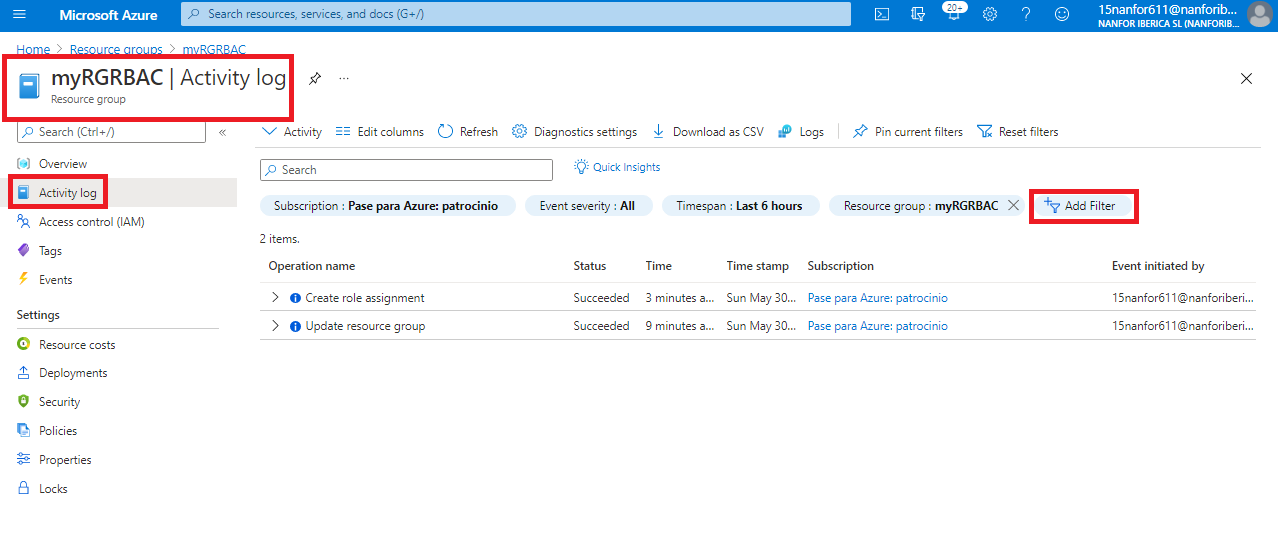 Microsoft Azure
Search resources, services, and docs (G+/)
20+
15nanfor611@nanforib...
NANFOR IBERICA SL (NANFORIB...
Home > Resource groups > myRGRBAC
myRGRBAC | Activity log
...
Resource group
Search (Ctrl+/)
«
Overview
Activity log
Access control (IAM)
Tags
Events
Settings
Resource costs
Deployments
Security
Policies
Properties
Locks
Activity Edit columns Refresh Diagnostics settings Download as CSV Logs Pin current filters Reset filters
Search
Quick Insights
Subscription : Pase para Azure: patrocinio Event severity : All Timespan : Last 6 hours Resource group : myRGRBAC Add Filter
2 items.
Operation name Status Time Time stamp Subscription Event initiated by
Create role assignment Succeeded 3 minutes a... Sun May 30... Pase para Azure: patrocinio 15nanfor611@nanforiberi...
Update resource group Succeeded 9 minutes a... Sun May 30... Pase para Azure: patrocinio 15nanfor611@nanforiberi...